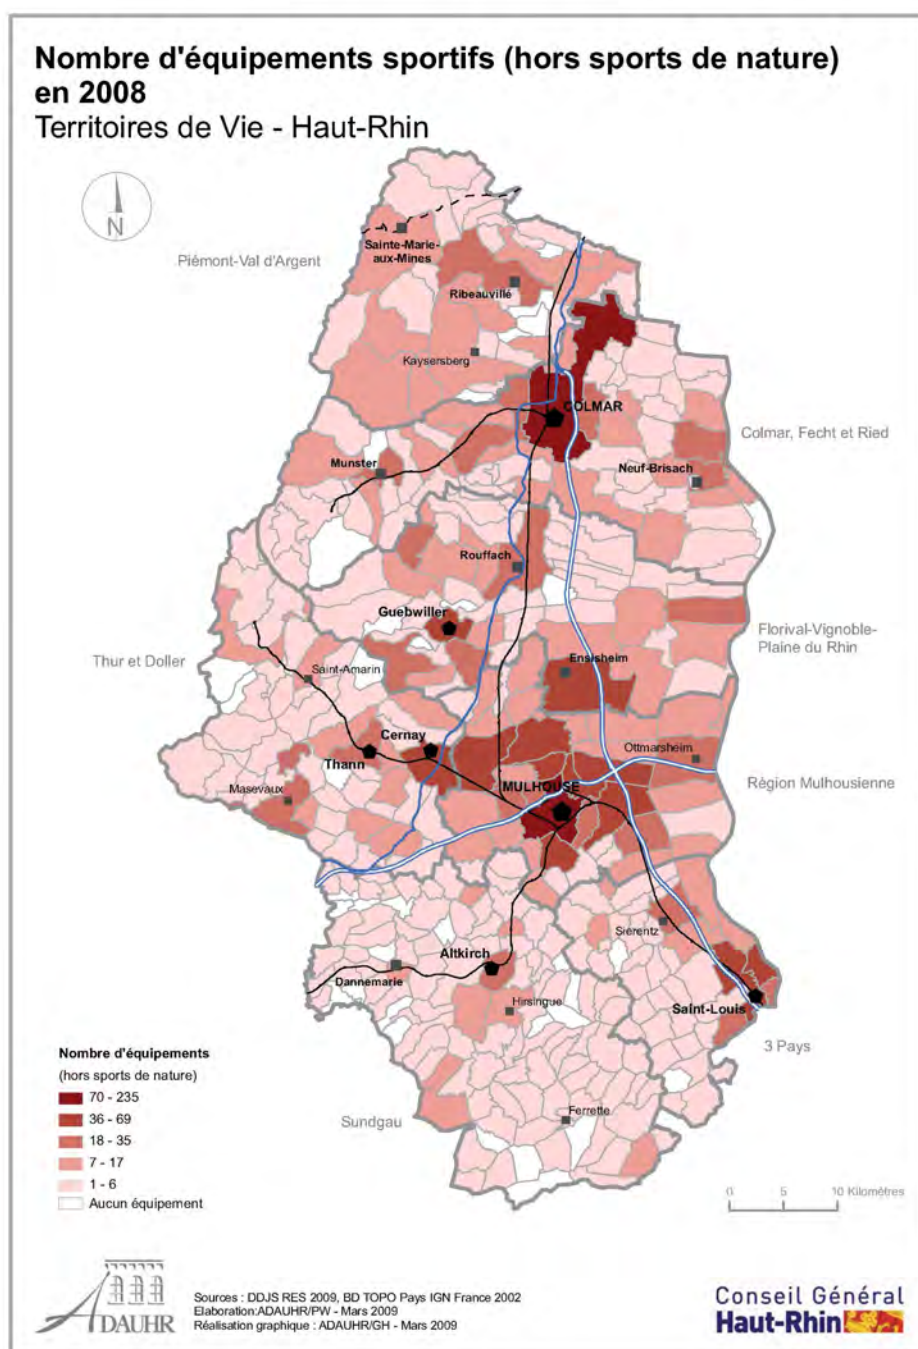 Nombre d'équipements sportifs (hors sports de nature)
en 2008
Territoires de Vie - Haut-Rhin
N
Piémont-Val d'Argent
Sainte-Marie-
aux-Mines
Ribeauvillé
Kaysersberg
COLMAR
Colmar, Fecht et Ried
Munster
Neuf-Brisach
Rouffach
Guebwiller
Florival-Vignoble-
Plaine du Rhin
Thur et Doller
Ensisheim
Saint-Amarin
Cernay
Ottmarsheim
Thann
MULHOUSE
Région Mulhousienne
Masevaux
Sierentz
Altkirch
Dannemarie
Hirsingue
Saint-Louis
3 Pays
Sundgau
Ferrette
Nombre d'équipements
(hors sports de nature)
70 - 235
36 - 69
18 - 35
7 - 17
1 - 6
Aucun équipement
0 5 10 Kilomètres
ADAUHR
Sources : DDJS RES 2009, BD TOPO Pays IGN France 2002
Elaboration:ADAUHR/PW - Mars 2009
Réalisation graphique : ADAUHR/GH - Mars 2009
Conseil Général
Haut-Rhin